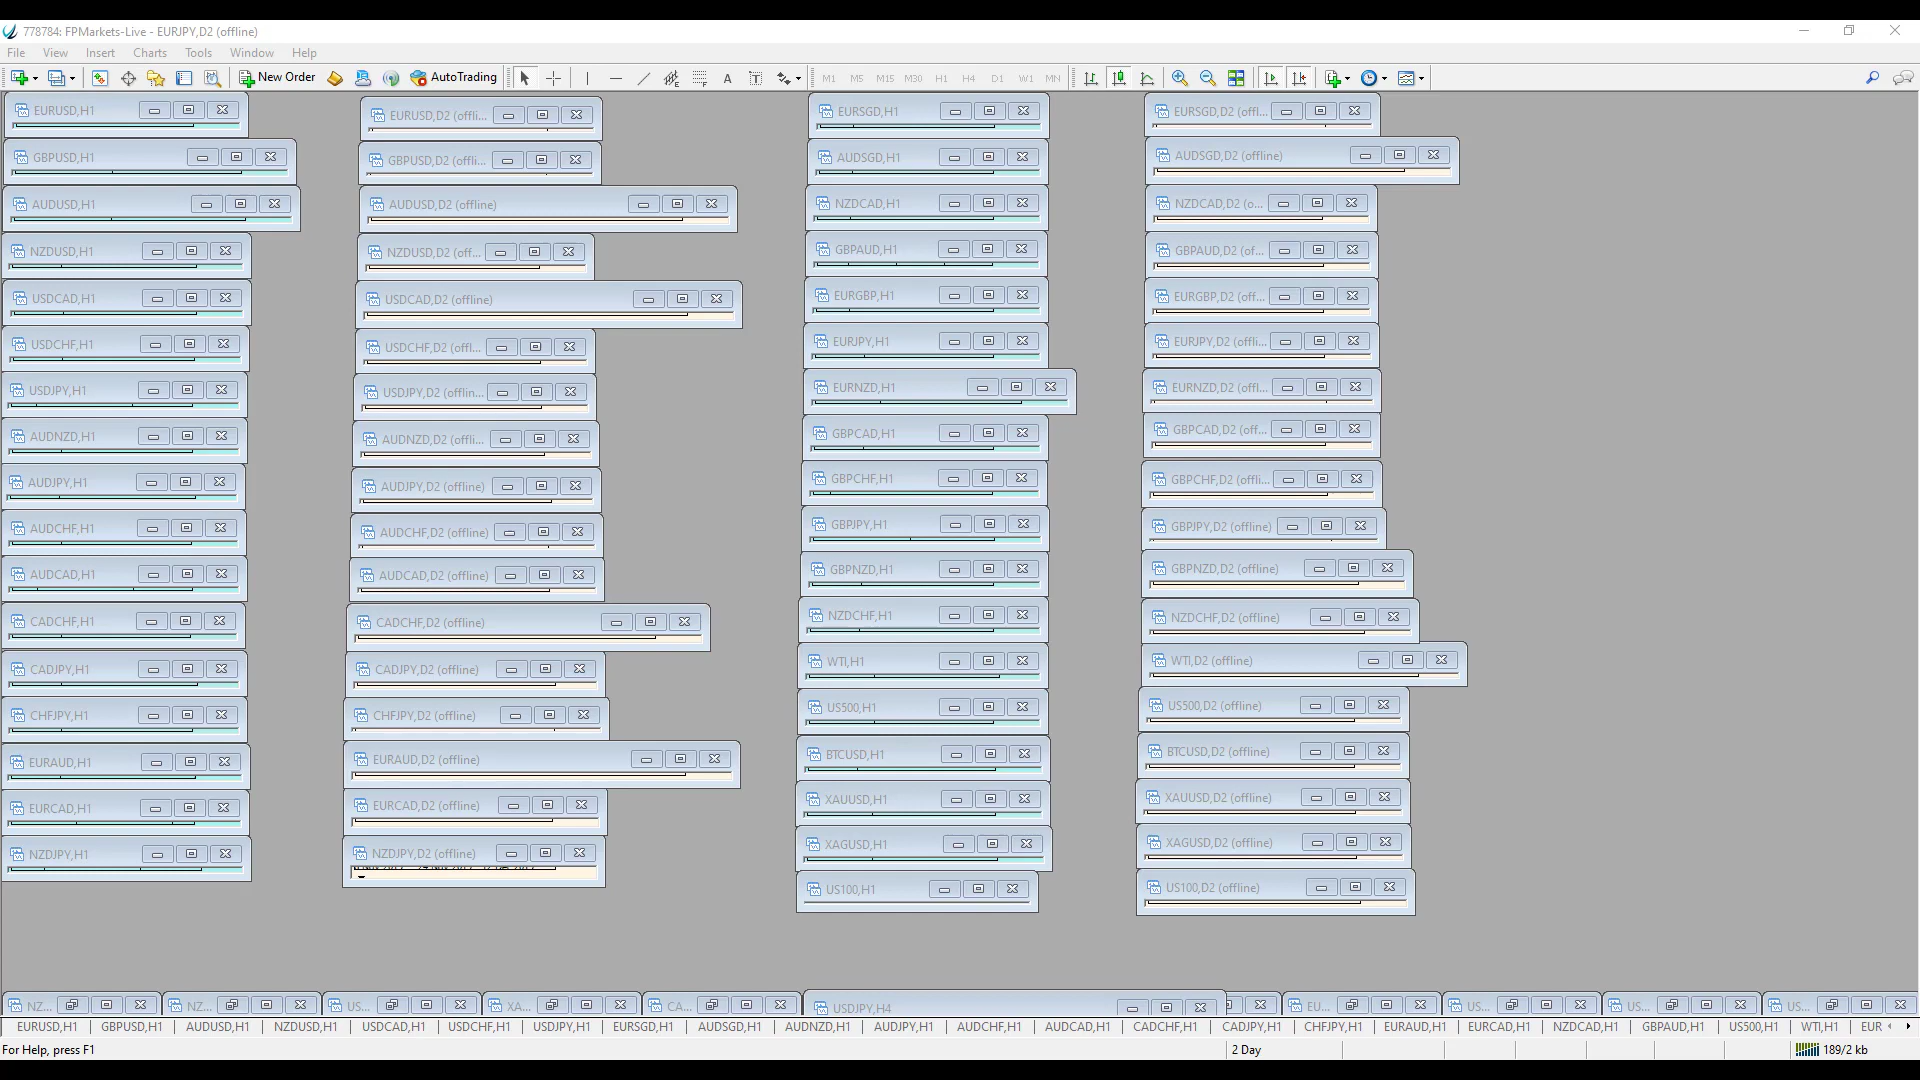 778784: FPMarkets-Live - EURJPY,D2 (offline)
File View Insert Charts Tools Window Help
New Order AutoTrading M1 M5 M15 M30 H1 H4 D1 W1 MN
EURUSD,H1
GBPUSD,H1
AUDUSD,H1
NZDUSD,H1
USDCAD,H1
USDCHF,H1
USDJPY,H1
AUDNZD,H1
AUDJPY,H1
AUDCHF,H1
AUDCAD,H1
CADCHF,H1
CADJPY,H1
CHFJPY,H1
EURAUD,H1
EURCAD,H1
NZDJPY,H1
EURUSD,D2 (offli...
GBPUSD,D2 (offli...
AUDUSD,D2 (offline)
NZDUSD,D2 (off...
USDCAD,D2 (offline)
USDCHF,D2 (offli...
USDJPY,D2 (offlin...
AUDNZD,D2 (offli...
AUDJPY,D2 (offline)
AUDCHF,D2 (offline)
AUDCAD,D2 (offline)
CADCHF,D2 (offline)
CADJPY,D2 (offline)
CHFJPY,D2 (offline)
EURAUD,D2 (offline)
EURCAD,D2 (offline)
NZDJPY,D2 (offline)
EURSGD,H1
AUDSGD,H1
NZDCAD,H1
GBPAUD,H1
EURGBP,H1
EURJPY,H1
EURNZD,H1
GBPCAD,H1
GBPCHF,H1
GBPJPY,H1
GBPNZD,H1
NZDCHF,H1
WTI,H1
US500,H1
BTCUSD,H1
XAUUSD,H1
XAGUSD,H1
US100,H1
EURSGD,D2 (offl...
AUDSGD,D2 (offline)
NZDCAD,D2 (o...
GBPAUD,D2 (of...
EURGBP,D2 (off...
EURJPY,D2 (offli...
EURNZD,D2 (offl...
GBPCAD,D2 (off...
GBPCHF,D2 (offli...
GBPJPY,D2 (offline)
GBPNZD,D2 (offline)
NZDCHF,D2 (offline)
WTI,D2 (offline)
US500,D2 (offline)
BTCUSD,D2 (offline)
XAUUSD,D2 (offline)
XAGUSD,D2 (offline)
US100,D2 (offline)
NZ... NZ... US... XA... CA... USDJPY,H4 EU... US... US... US...
EURUSD,H1 GBPUSD,H1 AUDUSD,H1 NZDUSD,H1 USDCAD,H1 USDCHF,H1 USDJPY,H1 EURSGD,H1 AUDSGD,H1 AUDNZD,H1 AUDJPY,H1 AUDCHF,H1 AUDCAD,H1 CADCHF,H1 CADJPY,H1 CHFJPY,H1 EURAUD,H1 EURCAD,H1 NZDCAD,H1 GBPAUD,H1 US500,H1 WTI,H1 EUR
For Help, press F1 2 Day 189/2 kb